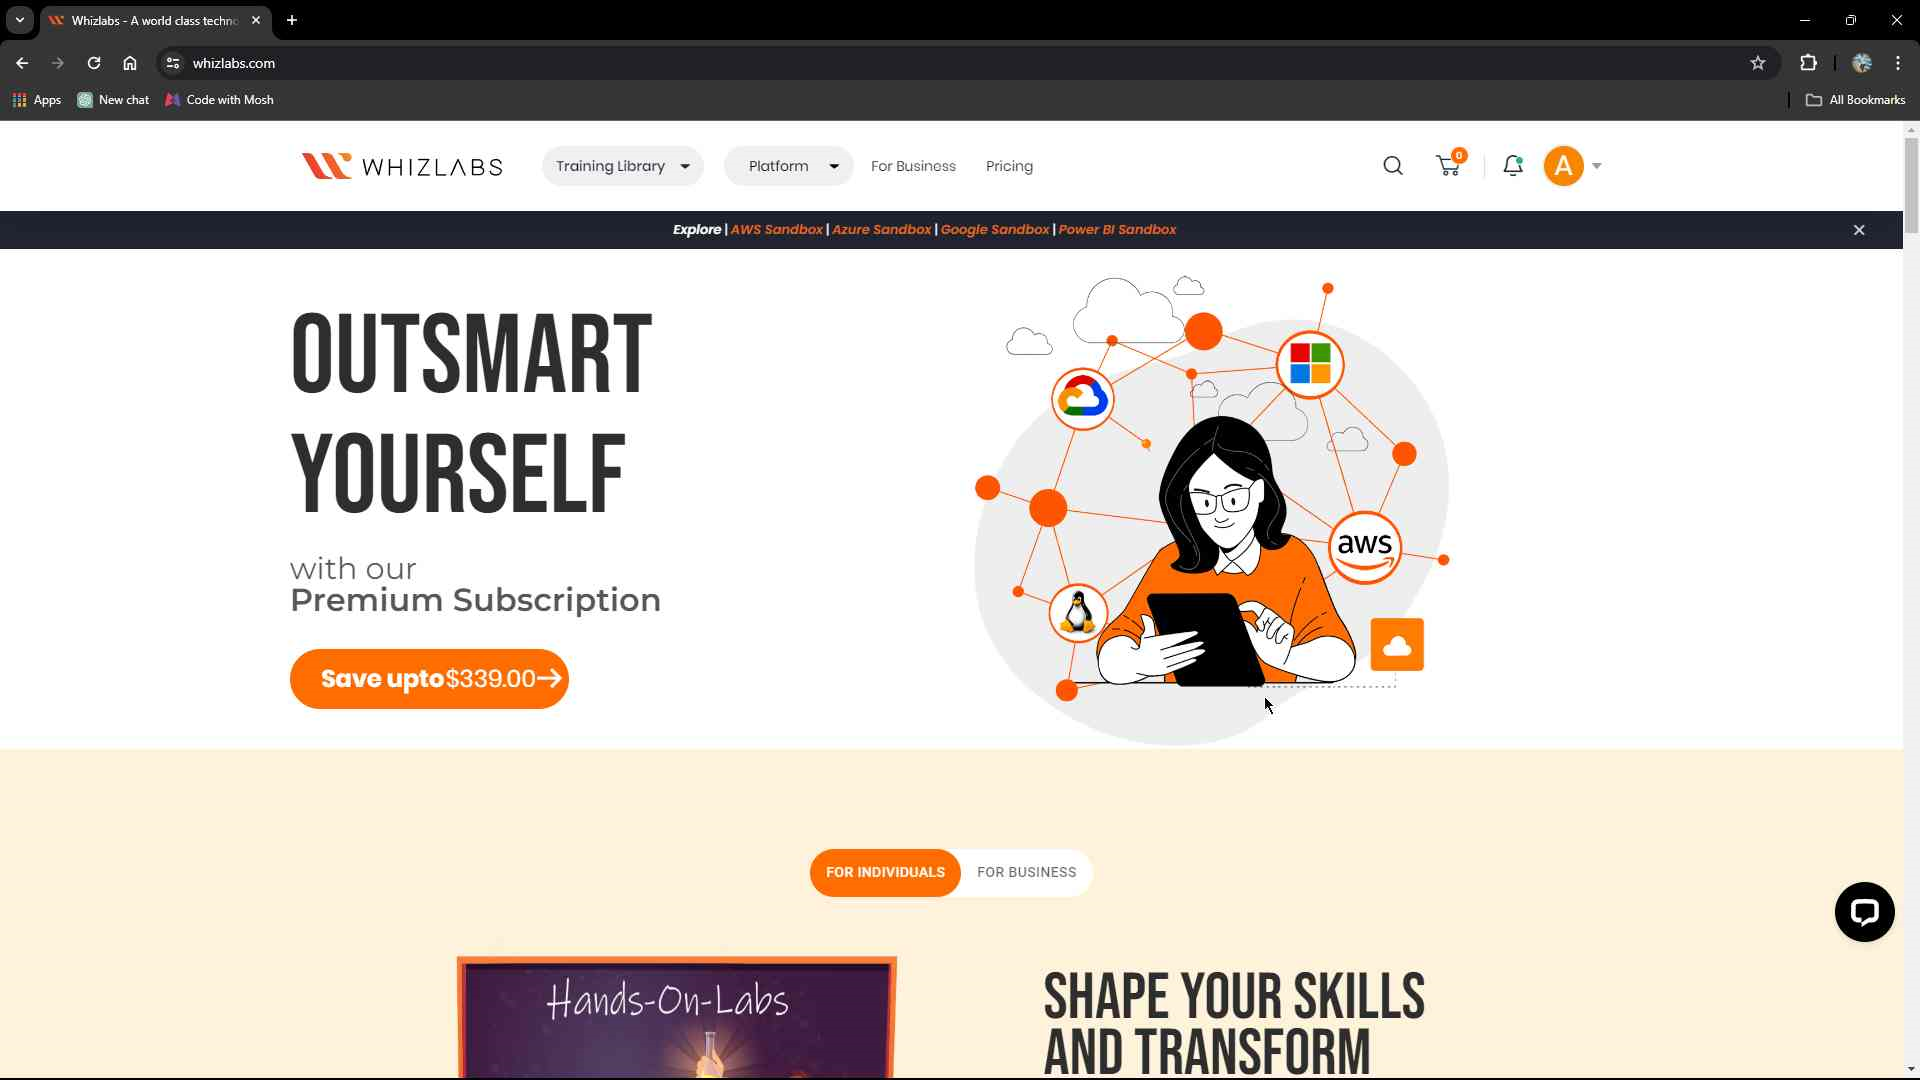 Whizlabs - A world class techno
whizlabs.com
Apps
New chat
Code with Mosh
All Bookmarks
WHIZLABS
Training Library
Platform
For Business
Pricing
0
A
Explore | AWS Sandbox | Azure Sandbox | Google Sandbox | Power BI Sandbox
OUTSMART
YOURSELF
with our
Premium Subscription
Save upto $339.00
aws
FOR INDIVIDUALS
FOR BUSINESS
Hands-On-Labs
SHAPE YOUR SKILLS
AND TRANSFORM